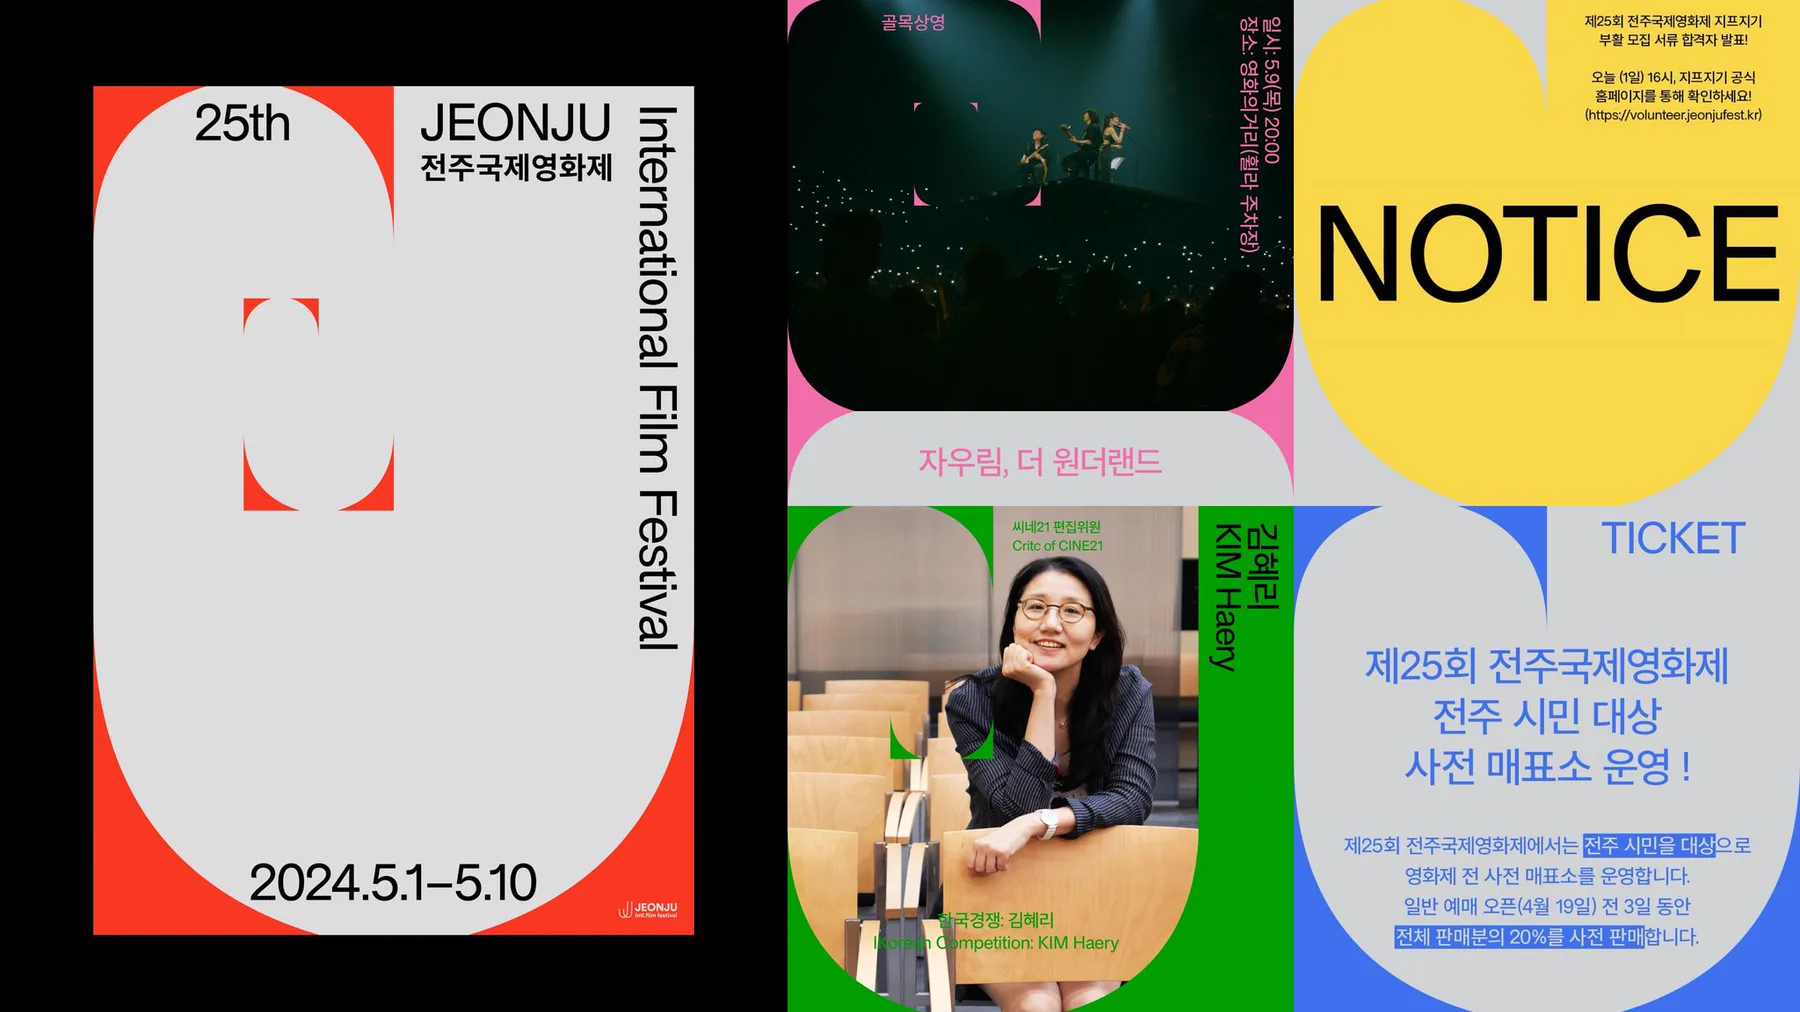 25th
JEONJU
전주국제영화제
International Film Festival
2024.5.1–5.10
JEONJU
intl.film festival
골목상영
일시: 5.9(목) 20:00
장소: 영화의거리(훨라 주차장)
자우림, 더 원더랜드
제25회 전주국제영화제 지프지기
부활 모집 서류 합격자 발표!
오늘 (1일) 16시, 지프지기 공식
홈페이지를 통해 확인하세요!
(https://volunteer.jeonjufest.kr)
NOTICE
씨네21 편집위원
Critc of CINE21
김혜리
KIM Haery
한국경쟁: 김혜리
Korean Competition: KIM Haery
TICKET
제25회 전주국제영화제
전주 시민 대상
사전 매표소 운영 !
제25회 전주국제영화제에서는 전주 시민을 대상으로
영화제 전 사전 매표소를 운영합니다.
일반 예매 오픈(4월 19일) 전 3일 동안
전체 판매분의 20%를 사전 판매합니다.